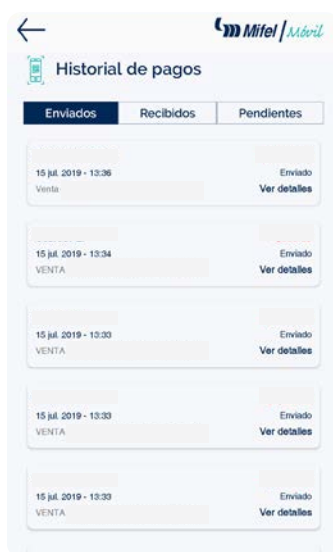 Mifel Móvil
Historial de pagos
Enviados Recibidos Pendientes
15 jul. 2019 - 13:36 Enviado
Venta Ver detalles
15 jul. 2019 - 13:34 Enviado
VENTA Ver detalles
15 jul. 2019 - 13:33 Enviado
VENTA Ver detalles
15 jul. 2019 - 13:33 Enviado
VENTA Ver detalles
15 jul. 2019 - 13:33 Enviado
VENTA Ver detalles